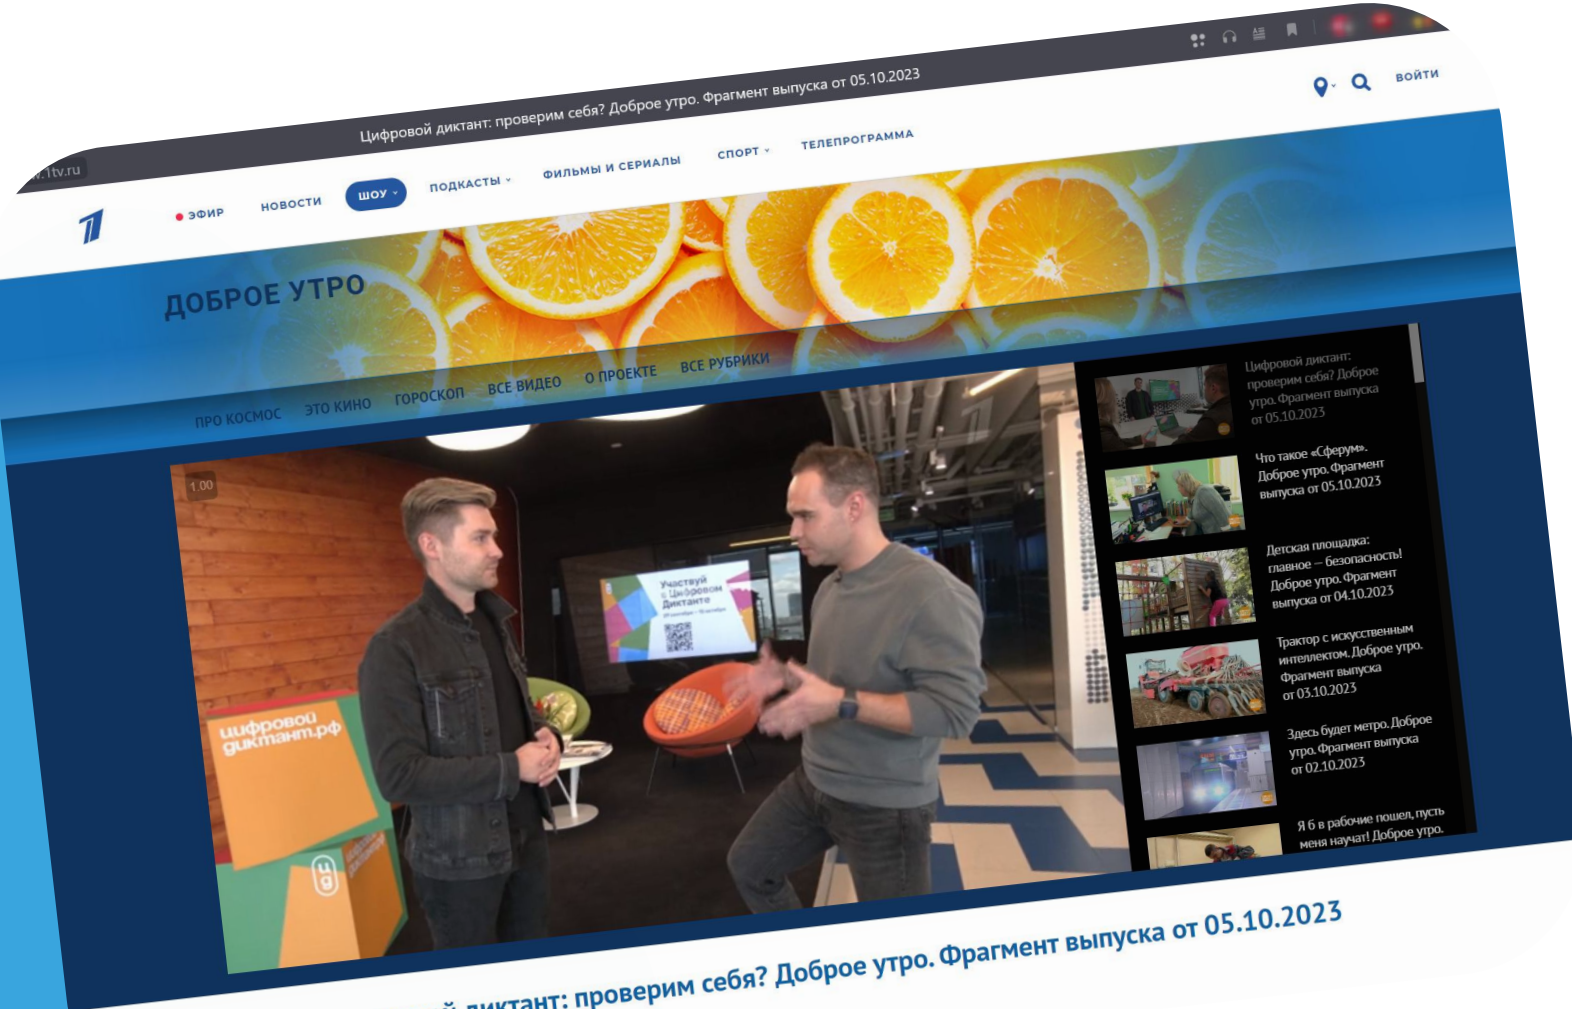 Цифровой диктант: проверим себя? Доброе утро. Фрагмент выпуска от 05.10.2023
w.1tv.ru
ЭФИР
НОВОСТИ
ШОУ
ПОДКАСТЫ
ФИЛЬМЫ И СЕРИАЛЫ
СПОРТ
ТЕЛЕПРОГРАММА
ВОЙТИ
ДОБРОЕ УТРО
ПРО КОСМОС
ЭТО КИНО
ГОРОСКОП
ВСЕ ВИДЕО
О ПРОЕКТЕ
ВСЕ РУБРИКИ
1.00
Участвуй
в Цифровом
Диктанте
цифровой
диктант.рф
цд
Цифровой диктант:
проверим себя? Доброе
утро. Фрагмент выпуска
от 05.10.2023
Что такое «Сферум».
Доброе утро. Фрагмент
выпуска от 05.10.2023
Детская площадка:
главное — безопасность!
Доброе утро. Фрагмент
выпуска от 04.10.2023
Трактор с искусственным
интеллектом. Доброе утро.
Фрагмент выпуска
от 03.10.2023
Здесь будет метро. Доброе
утро. Фрагмент выпуска
от 02.10.2023
Я б в рабочие пошел, пусть
меня научат! Доброе утро.
й диктант: проверим себя? Доброе утро. Фрагмент выпуска от 05.10.2023